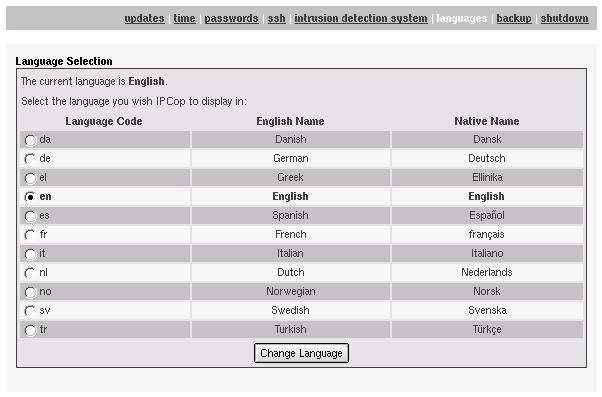 updates | time | passwords | ssh | intrusion detection system | languages | backup | shutdown
Language Selection
The current language is English.
Select the language you wish IPCop to display in:
Language Code English Name Native Name
da Danish Dansk
de German Deutsch
el Greek Ellinika
en English English
es Spanish Español
fr French français
it Italian Italiano
nl Dutch Nederlands
no Norwegian Norsk
sv Swedish Svenska
tr Turkish Türkçe
Change Language